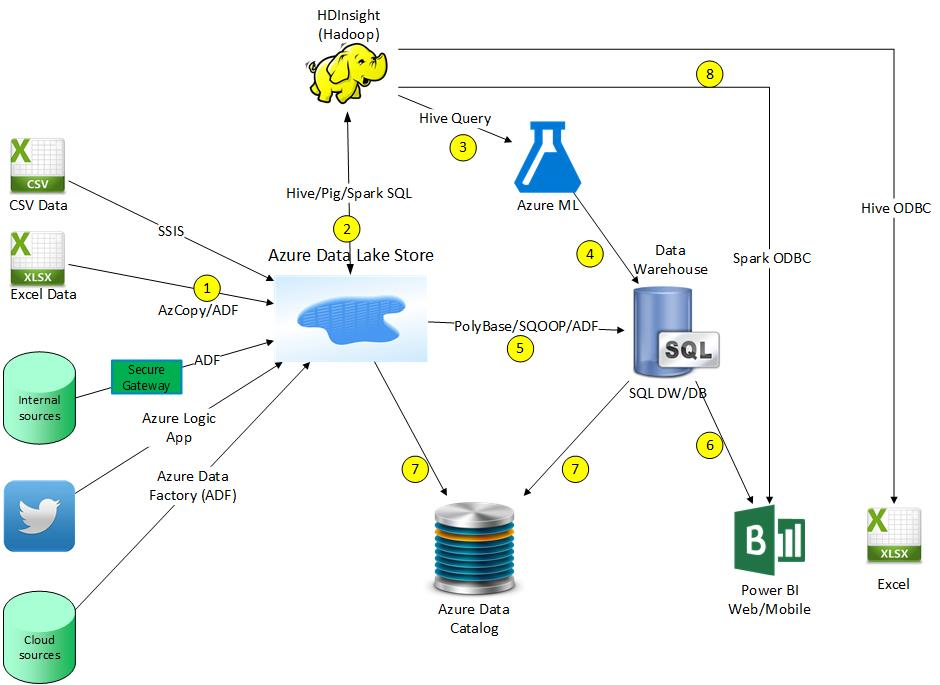 HDInsight
(Hadoop)
8
Hive Query
3
X
CSV
CSV Data
Azure ML
Hive/Pig/Spark SQL
Hive ODBC
SSIS
2
X
XLSX
Excel Data
Azure Data Lake Store
4
Data
Warehouse
Spark ODBC
1
AzCopy/ADF
PolyBase/SQOOP/ADF
5
SQL
SQL DW/DB
ADF
Secure
Gateway
Internal
sources
Azure Logic
App
6
7
7
Azure Data
Factory (ADF)
B
X
XLSX
Excel
Power BI
Web/Mobile
Azure Data
Catalog
Cloud
sources